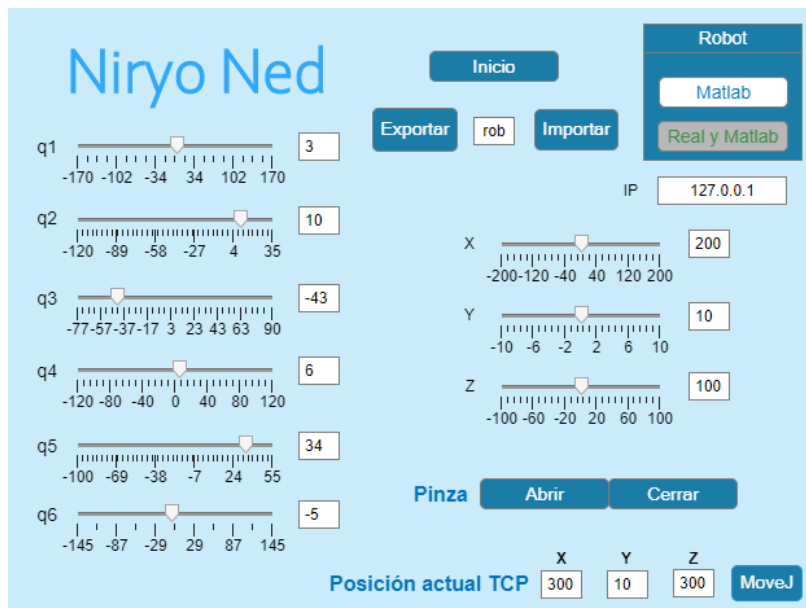 Niryo Ned
Inicio
Robot
Matlab
Real y Matlab
Exportar rob Importar
IP 127.0.0.1
q1 3
-170 -102 -34 34 102 170
q2 10
-120 -89 -58 -27 4 35
q3 -43
-77 -57 -37 -17 3 23 43 63 90
q4 6
-120 -80 -40 0 40 80 120
q5 34
-100 -69 -38 -7 24 55
q6 -5
-145 -87 -29 29 87 145
X 200
-200 -120 -40 40 120 200
Y 10
-10 -6 -2 2 6 10
Z 100
-100 -60 -20 20 60 100
Pinza Abrir Cerrar
X Y Z
Posición actual TCP 300 10 300 MoveJ